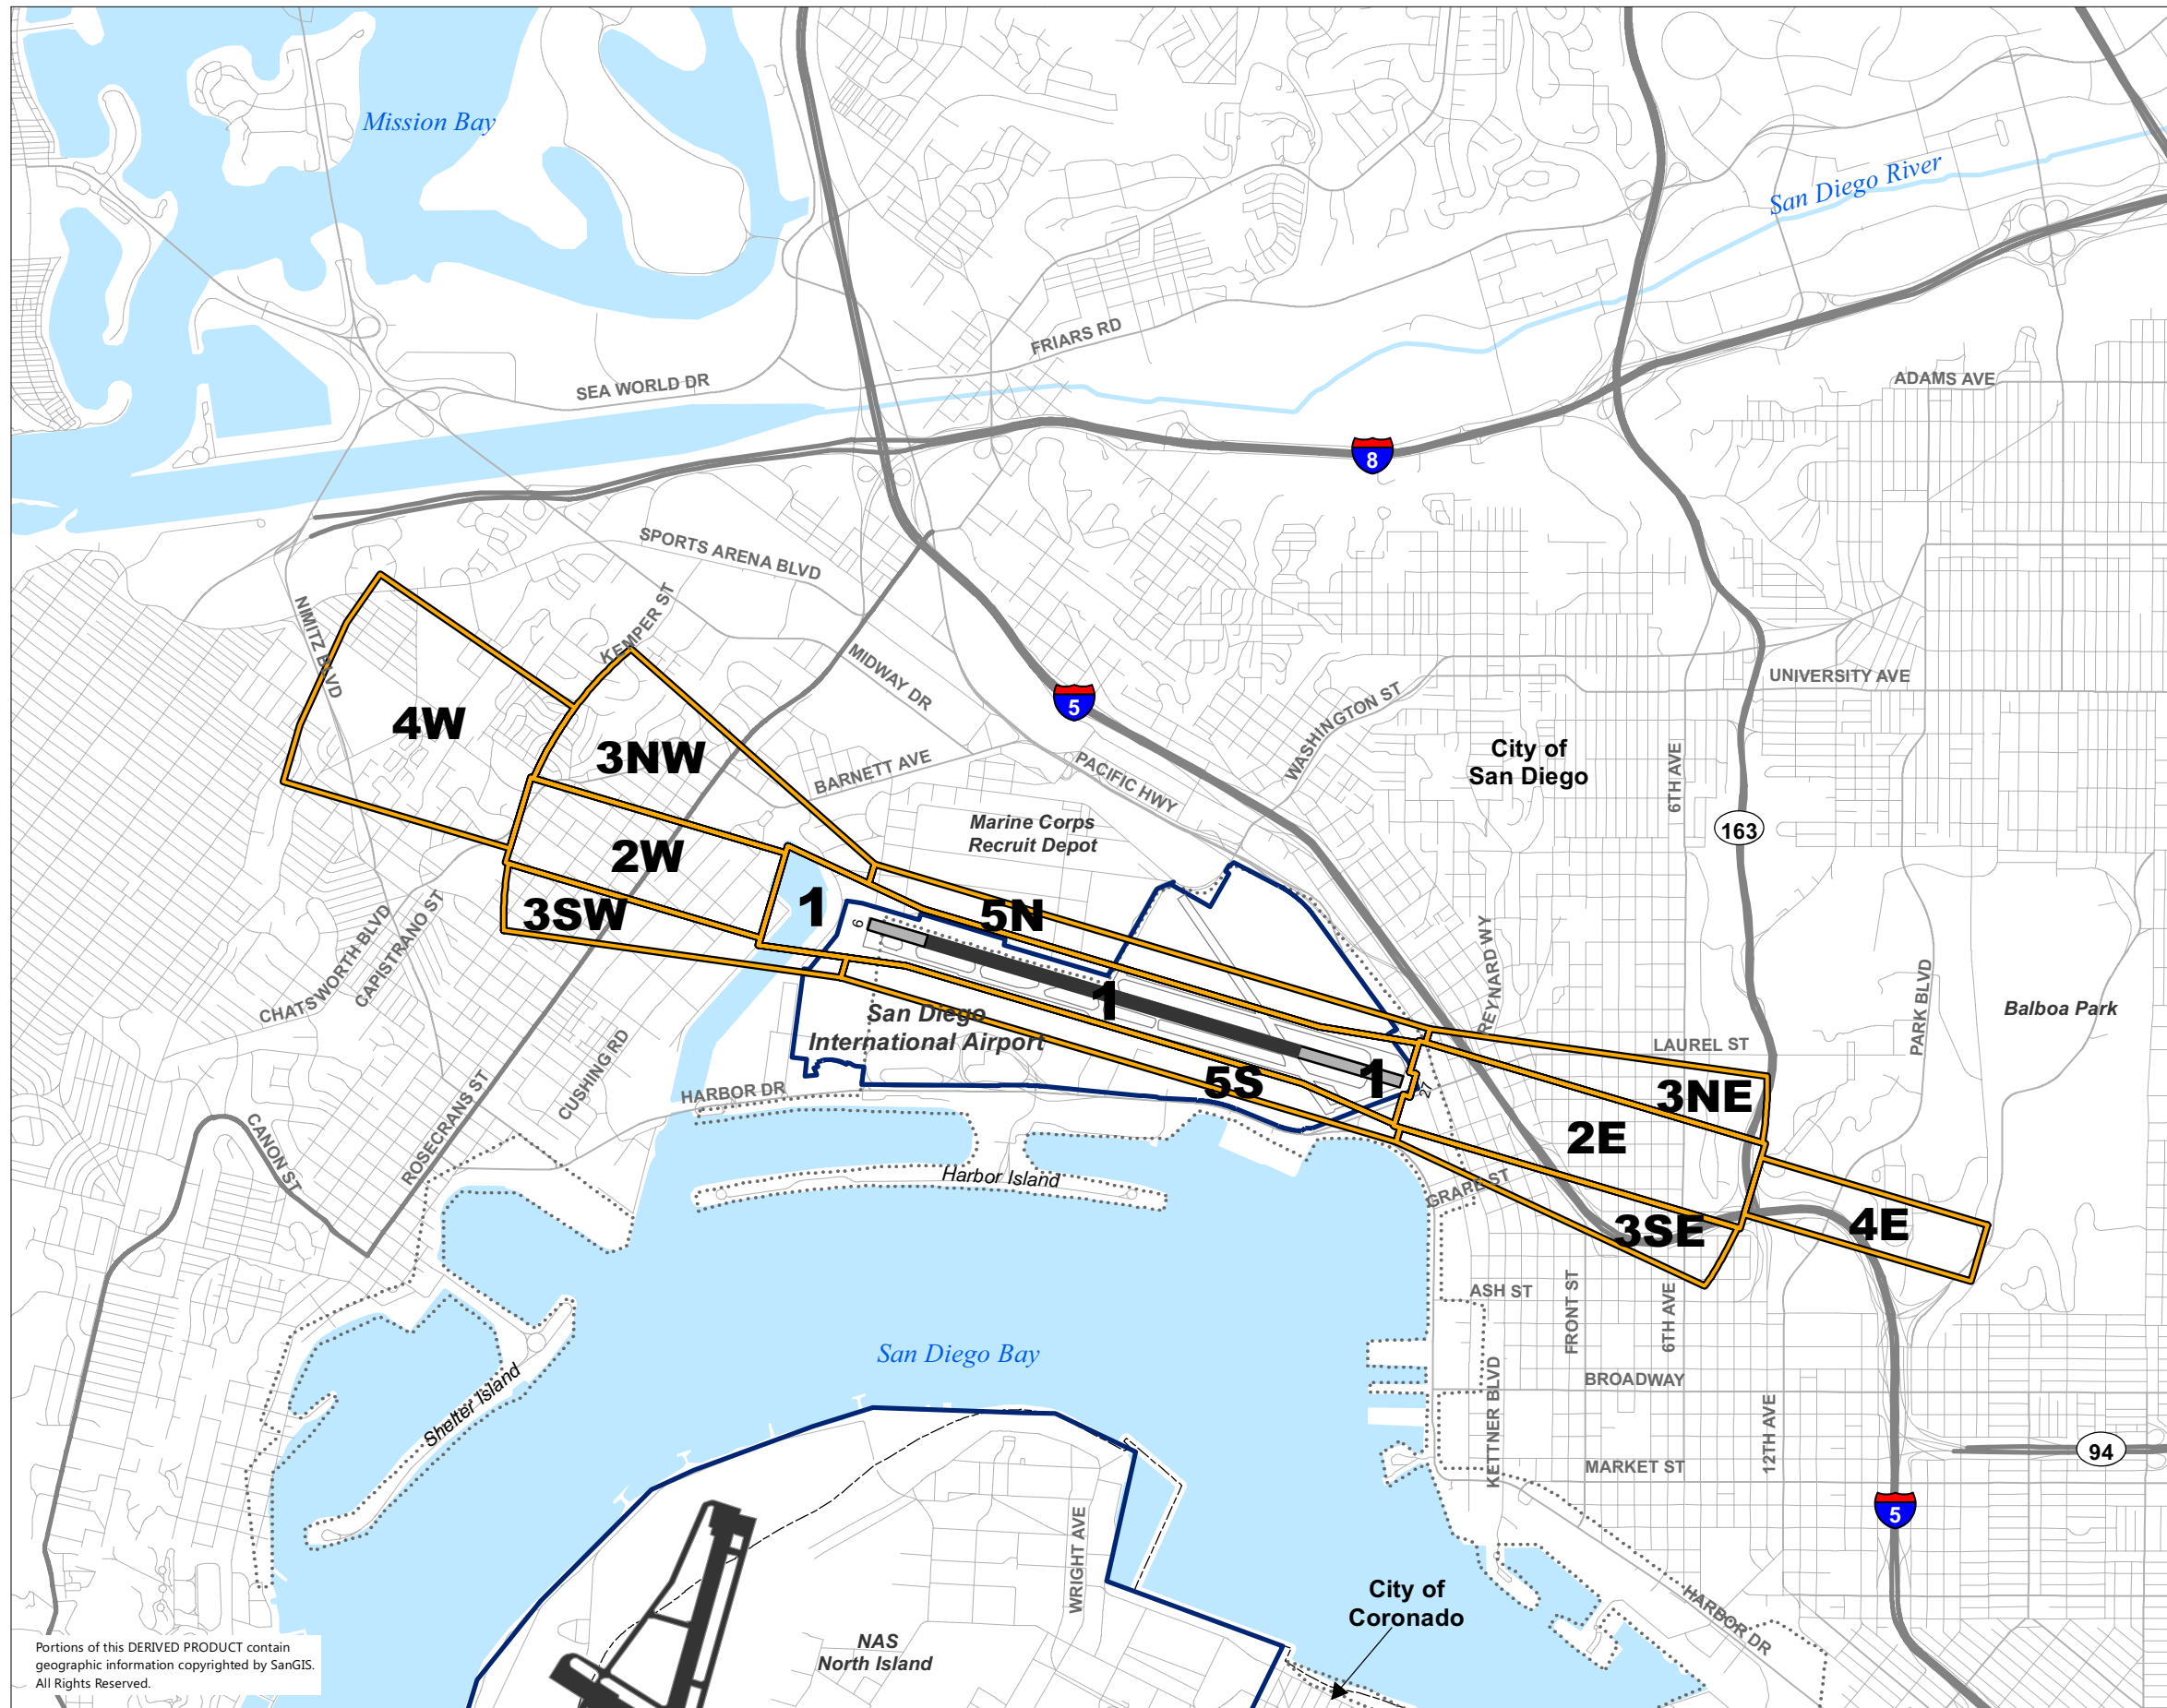 Mission Bay
San Diego River
FRIARS RD
SEA WORLD DR
ADAMS AVE
8
SPORTS ARENA BLVD
NIMITZ BLVD
KEMPER ST
MIDWAY DR
5
WASHINGTON ST
UNIVERSITY AVE
4W
3NW
City of
San Diego
6TH AVE
BARNETT AVE
PACIFIC HWY
Marine Corps
Recruit Depot
163
2W
1
3SW
5N
9
CHATSWORTH BLVD
CAPISTRANO ST
REYNARD WY
PARK BLVD
Balboa Park
1
San Diego
International Airport
LAUREL ST
5S
1
27
3NE
HARBOR DR
CUSHING RD
ROSECRANS ST
CANON ST
2E
Harbor Island
GRAPE ST
3SE
4E
ASH ST
FRONT ST
6TH AVE
San Diego Bay
Shelter Island
KETTNER BLVD
BROADWAY
12TH AVE
MARKET ST
94
5
WRIGHT AVE
City of
Coronado
HARBOR DR
NAS
North Island
Portions of this DERIVED PRODUCT contain
geographic information copyrighted by SanGIS.
All Rights Reserved.